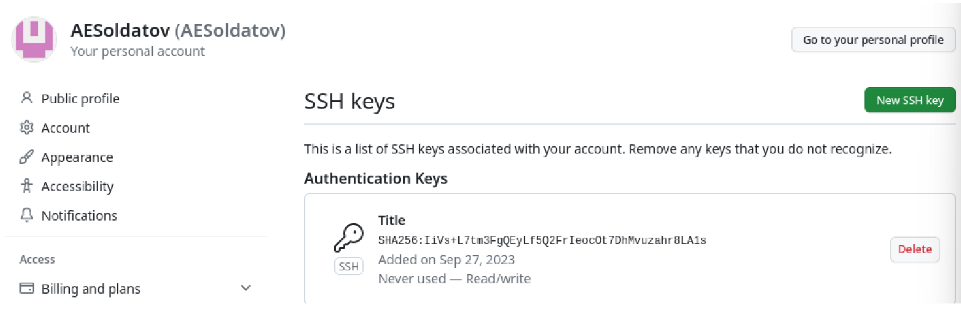 AESoldatov (AESoldatov)
Your personal account
Go to your personal profile
Public profile
Account
Appearance
Accessibility
Notifications
Access
Billing and plans
SSH keys
New SSH key
This is a list of SSH keys associated with your account. Remove any keys that you do not recognize.
Authentication Keys
Title
SHA256:IiVs+L7tm3FgQEyLf5Q2FrIeocOt7DhMvuzahr8LA1s
Added on Sep 27, 2023
Never used — Read/write
SSH
Delete